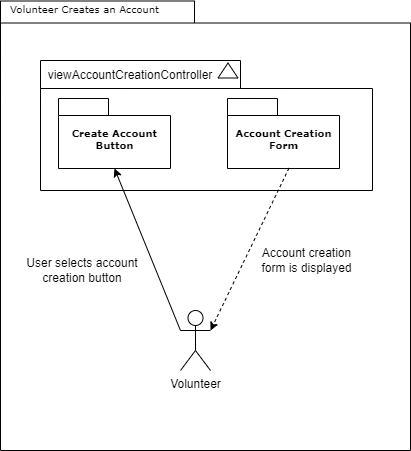 Volunteer Creates an Account
viewAccountCreationController
Create Account
Button
Account Creation
Form
User selects account
creation button
Account creation
form is displayed
Volunteer